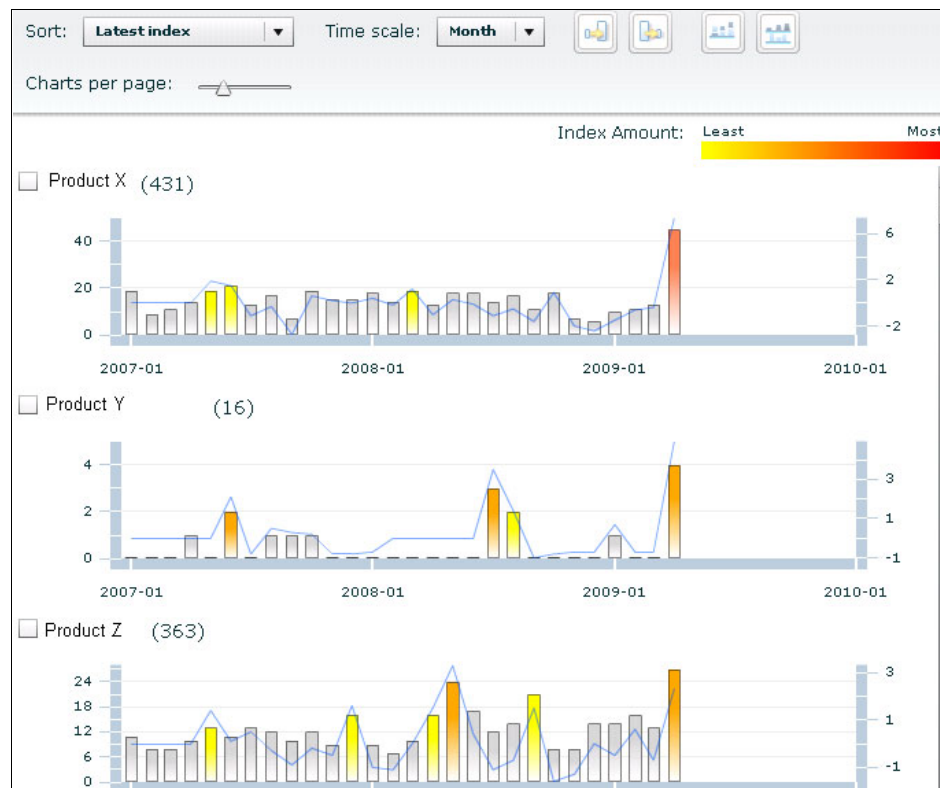 Sort: Latest index Time scale: Month
Charts per page:
Index Amount: Least Most
Product X (431)
40
20
0
6
2
-2
2007-01 2008-01 2009-01 2010-01
Product Y (16)
4
2
0
3
1
-1
2007-01 2008-01 2009-01 2010-01
Product Z (363)
24
18
12
6
0
3
1
-1